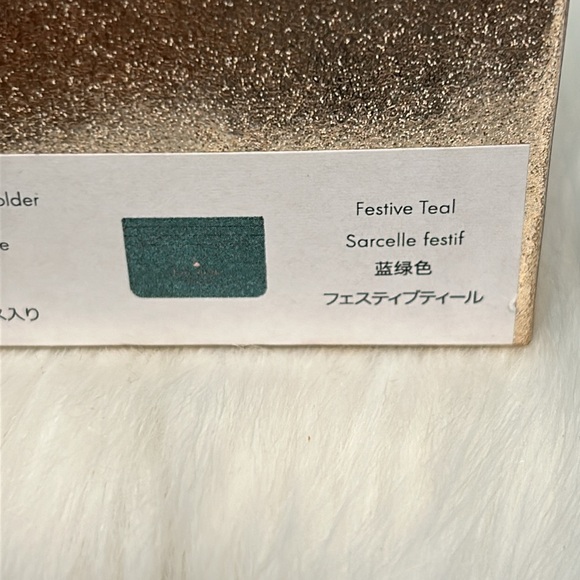 older
e
ス入り
Festive Teal
Sarcelle festif
蓝绿色
フェスティブティール